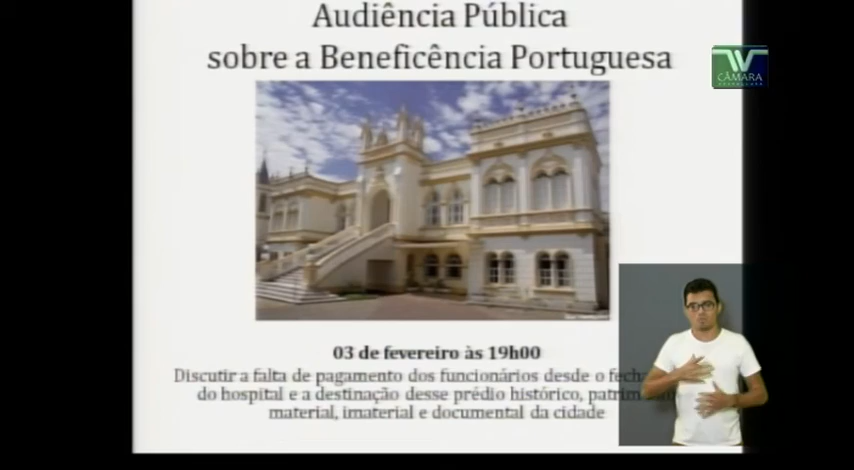 Audiência Pública
sobre a Beneficência Portuguesa
CÂMARA
03 de fevereiro às 19h00
Discutir a falta de pagamento dos funcionários desde o fecha
do hospital e a destinação desse prédio histórico, patrim
material, imaterial e documental da cidade